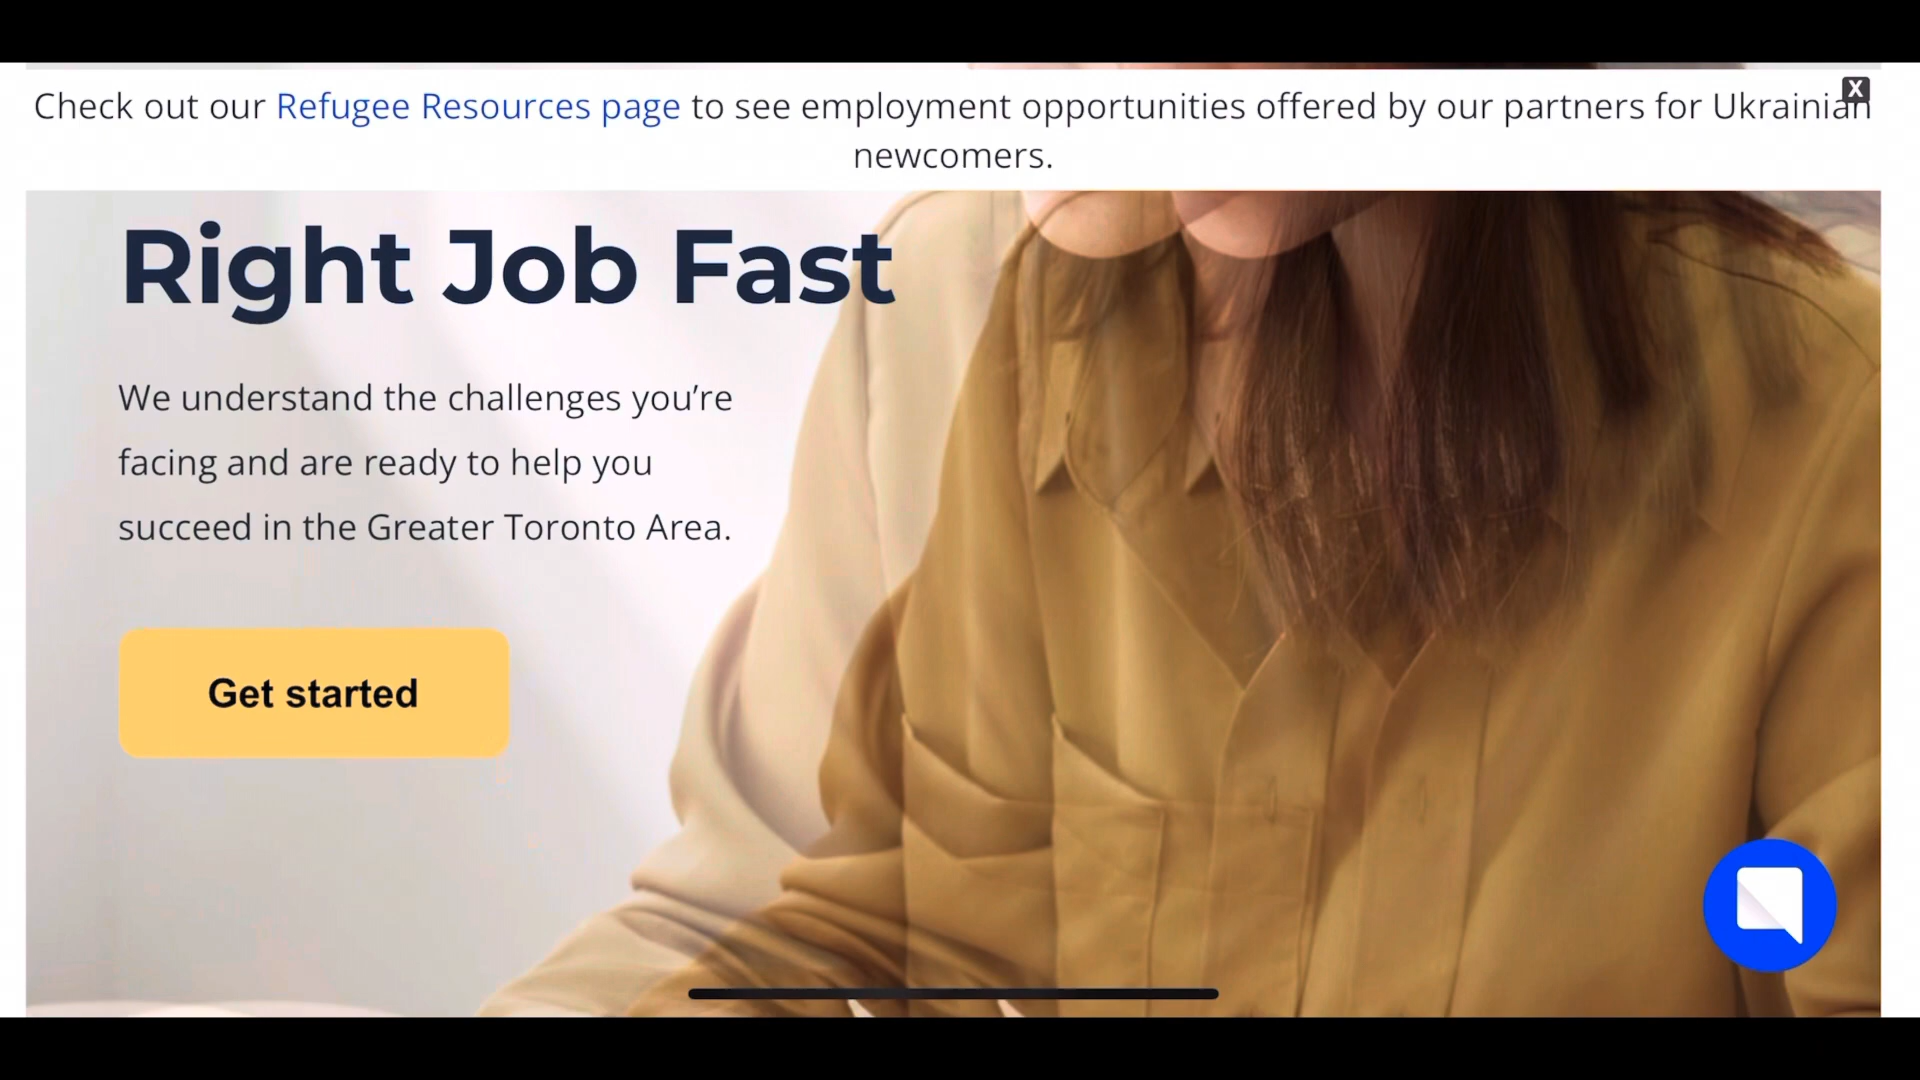 Check out our Refugee Resources page to see employment opportunities offered by our partners for Ukrainian
newcomers.
X
Right Job Fast
We understand the challenges you’re
facing and are ready to help you
succeed in the Greater Toronto Area.
Get started